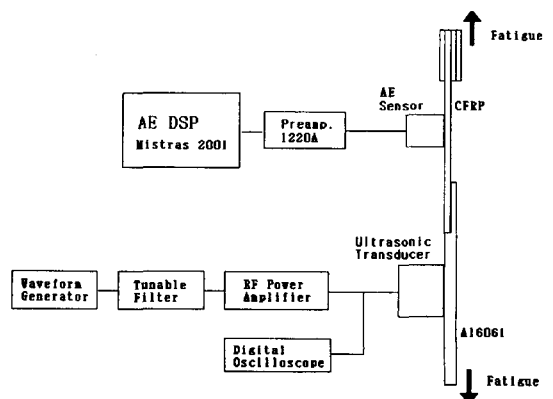 Fatigue
AE
Sensor
CFRP
AE DSP
Mistras 2001
Preamp.
1220A
Ultrasonic
Transducer
Waveform
Generator
Tunable
Filter
RF Power
Amplifier
Digital
Oscilloscope
Al6061
Fatigue